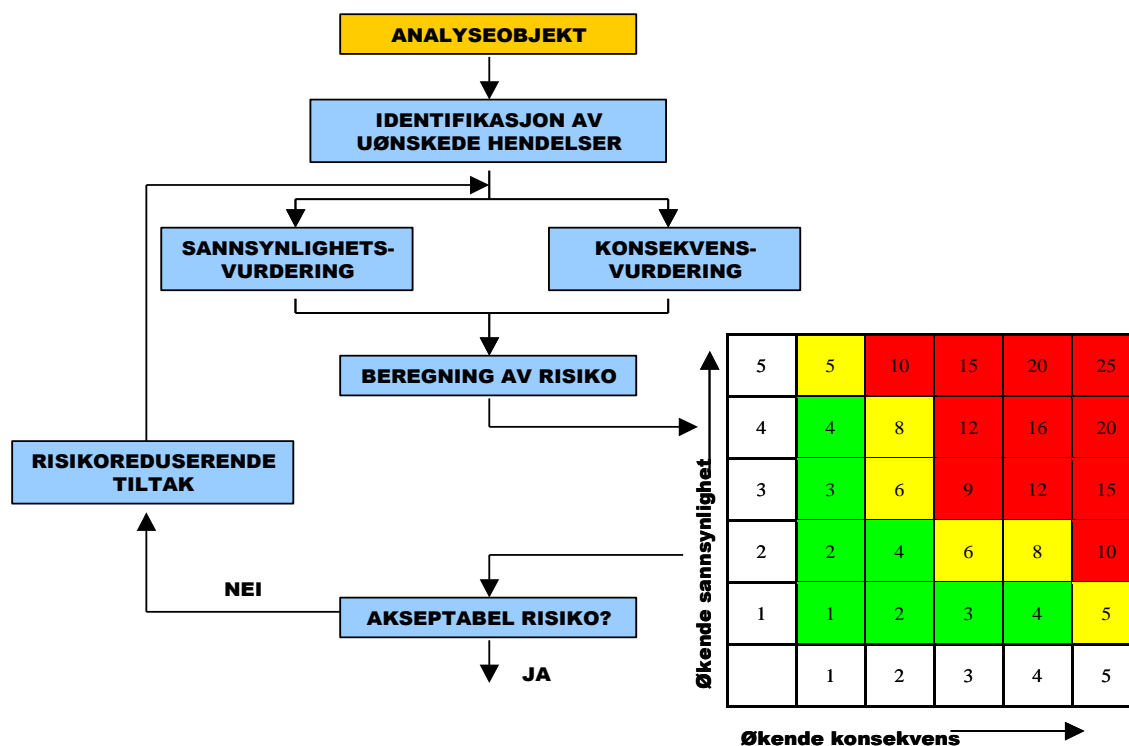 ANALYSEOBJEKT
IDENTIFIKASJON AV
UØNSKEDE HENDELSER
SANNSYNLIGHETS-
VURDERING
KONSEKVENS-
VURDERING
BEREGNING AV RISIKO
RISIKOREDUSERENDE
TILTAK
NEI
AKSEPTABEL RISIKO?
JA
Økende sannsynlighet
5 5 10 15 20 25
4 4 8 12 16 20
3 3 6 9 12 15
2 2 4 6 8 10
1 1 2 3 4 5
1 2 3 4 5
Økende konsekvens